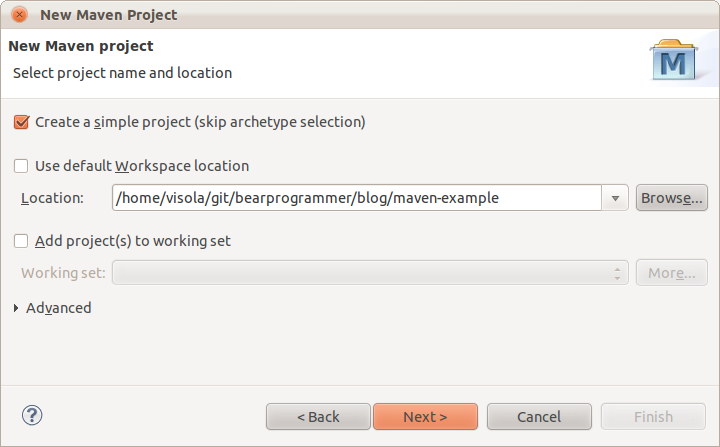 New Maven Project
New Maven project
Select project name and location
M
Create a simple project (skip archetype selection)
Use default Workspace location
Location: /home/visola/git/bearprogrammer/blog/maven-example Browse...
Add project(s) to working set
Working set: More...
Advanced
? < Back Next > Cancel Finish